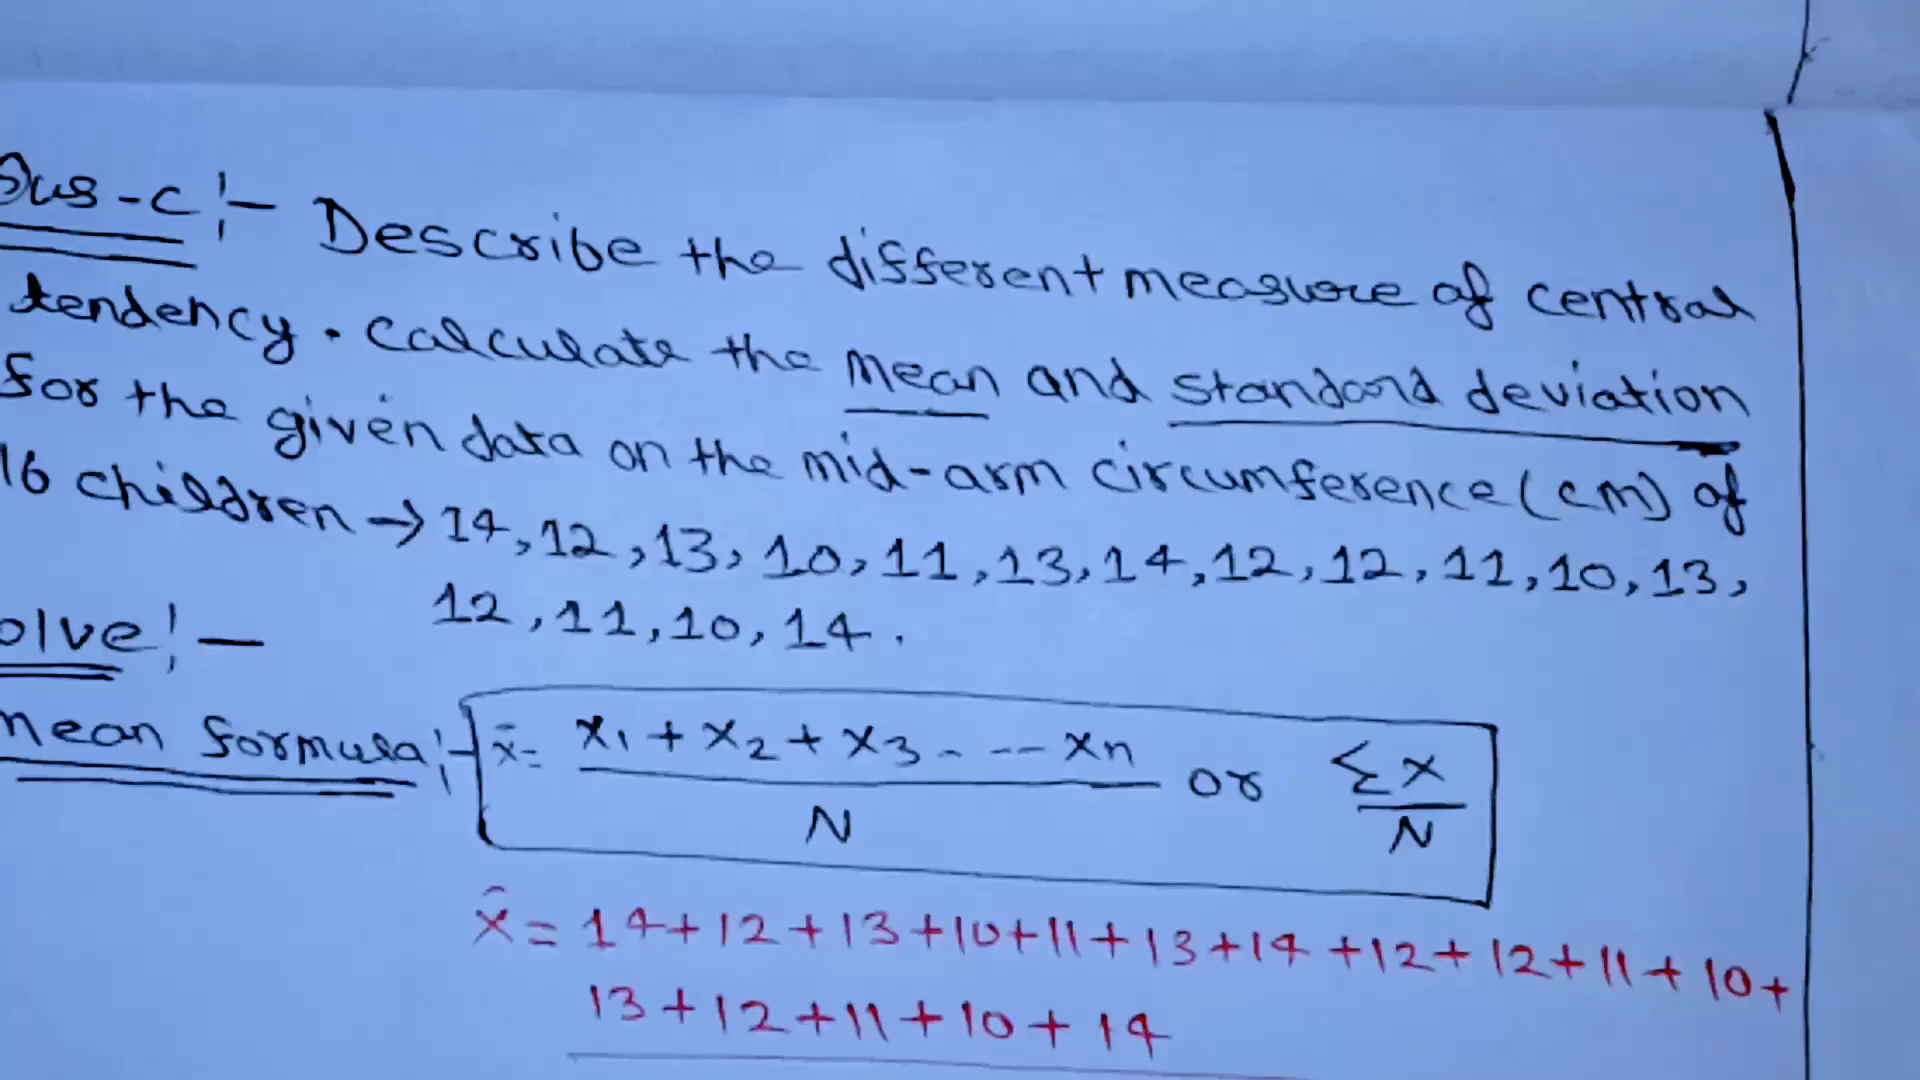 Qus-c:- Describe the different measure of central
tendency. Calculate the mean and standard deviation
for the given data on the mid-arm circumference (cm) of
16 children → 14, 12, 13, 10, 11, 13, 14, 12, 12, 11, 10, 13,
12, 11, 10, 14.
olve:-
mean formula:- x̄ = x₁ + x₂ + x₃ - -- xn / N or Σx / N
x̄ = 14+12+13+10+11+13+14+12+12+11+10+
13+12+11+10+14